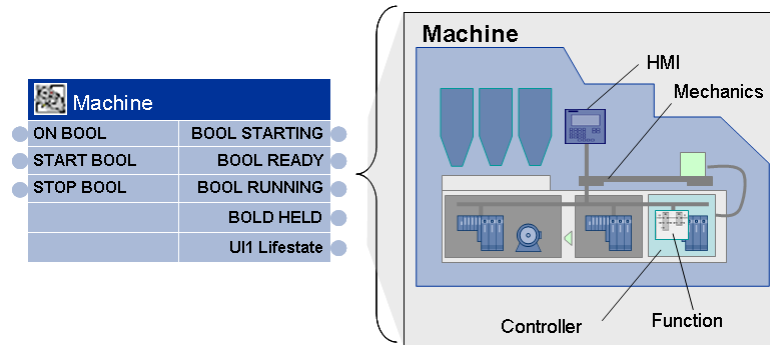 Machine
ON BOOL BOOL STARTING
START BOOL BOOL READY
STOP BOOL BOOL RUNNING
BOLD HELD
UI1 Lifestate
Machine
HMI
Mechanics
Controller
Function